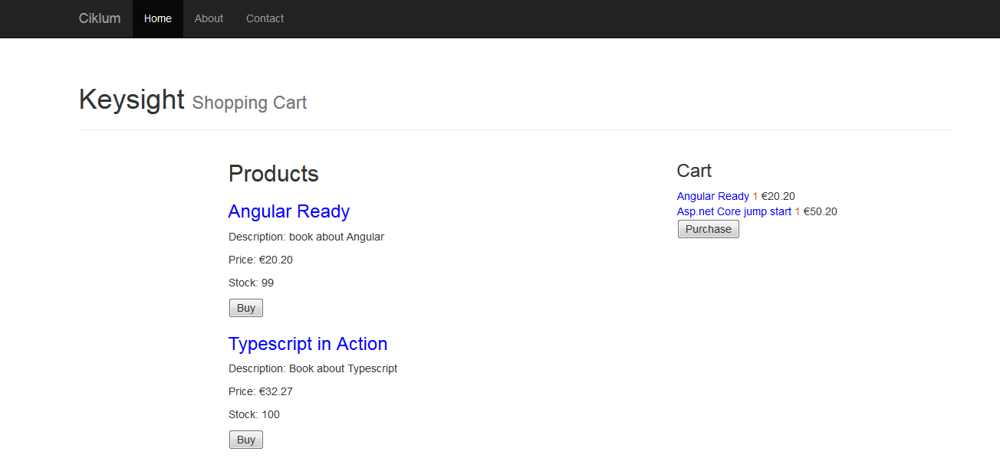 Ciklum Home About Contact
Keysight Shopping Cart
Products
Angular Ready
Description: book about Angular
Price: €20.20
Stock: 99
Buy
Typescript in Action
Description: Book about Typescript
Price: €32.27
Stock: 100
Buy
Cart
Angular Ready 1 €20.20
Asp.net Core jump start 1 €50.20
Purchase